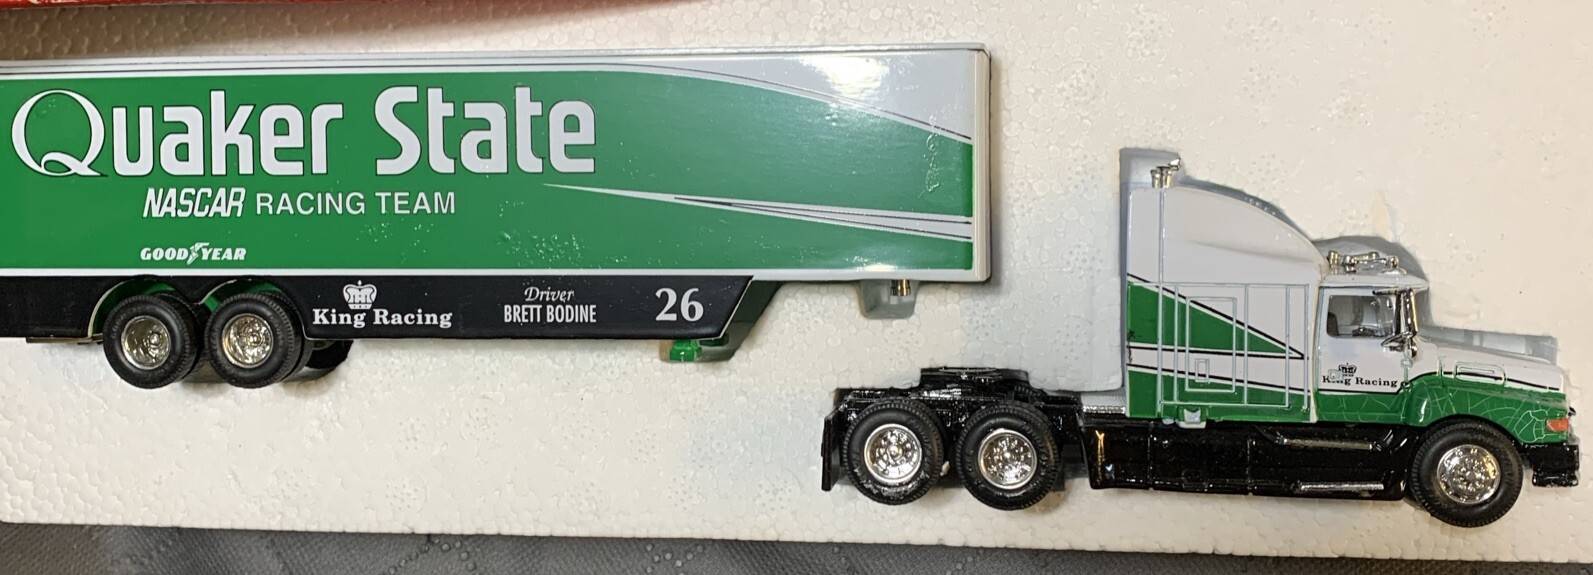 Quaker State
NASCAR RACING TEAM
GOODYEAR
King Racing
Driver
BRETT BODINE
26
King Racing